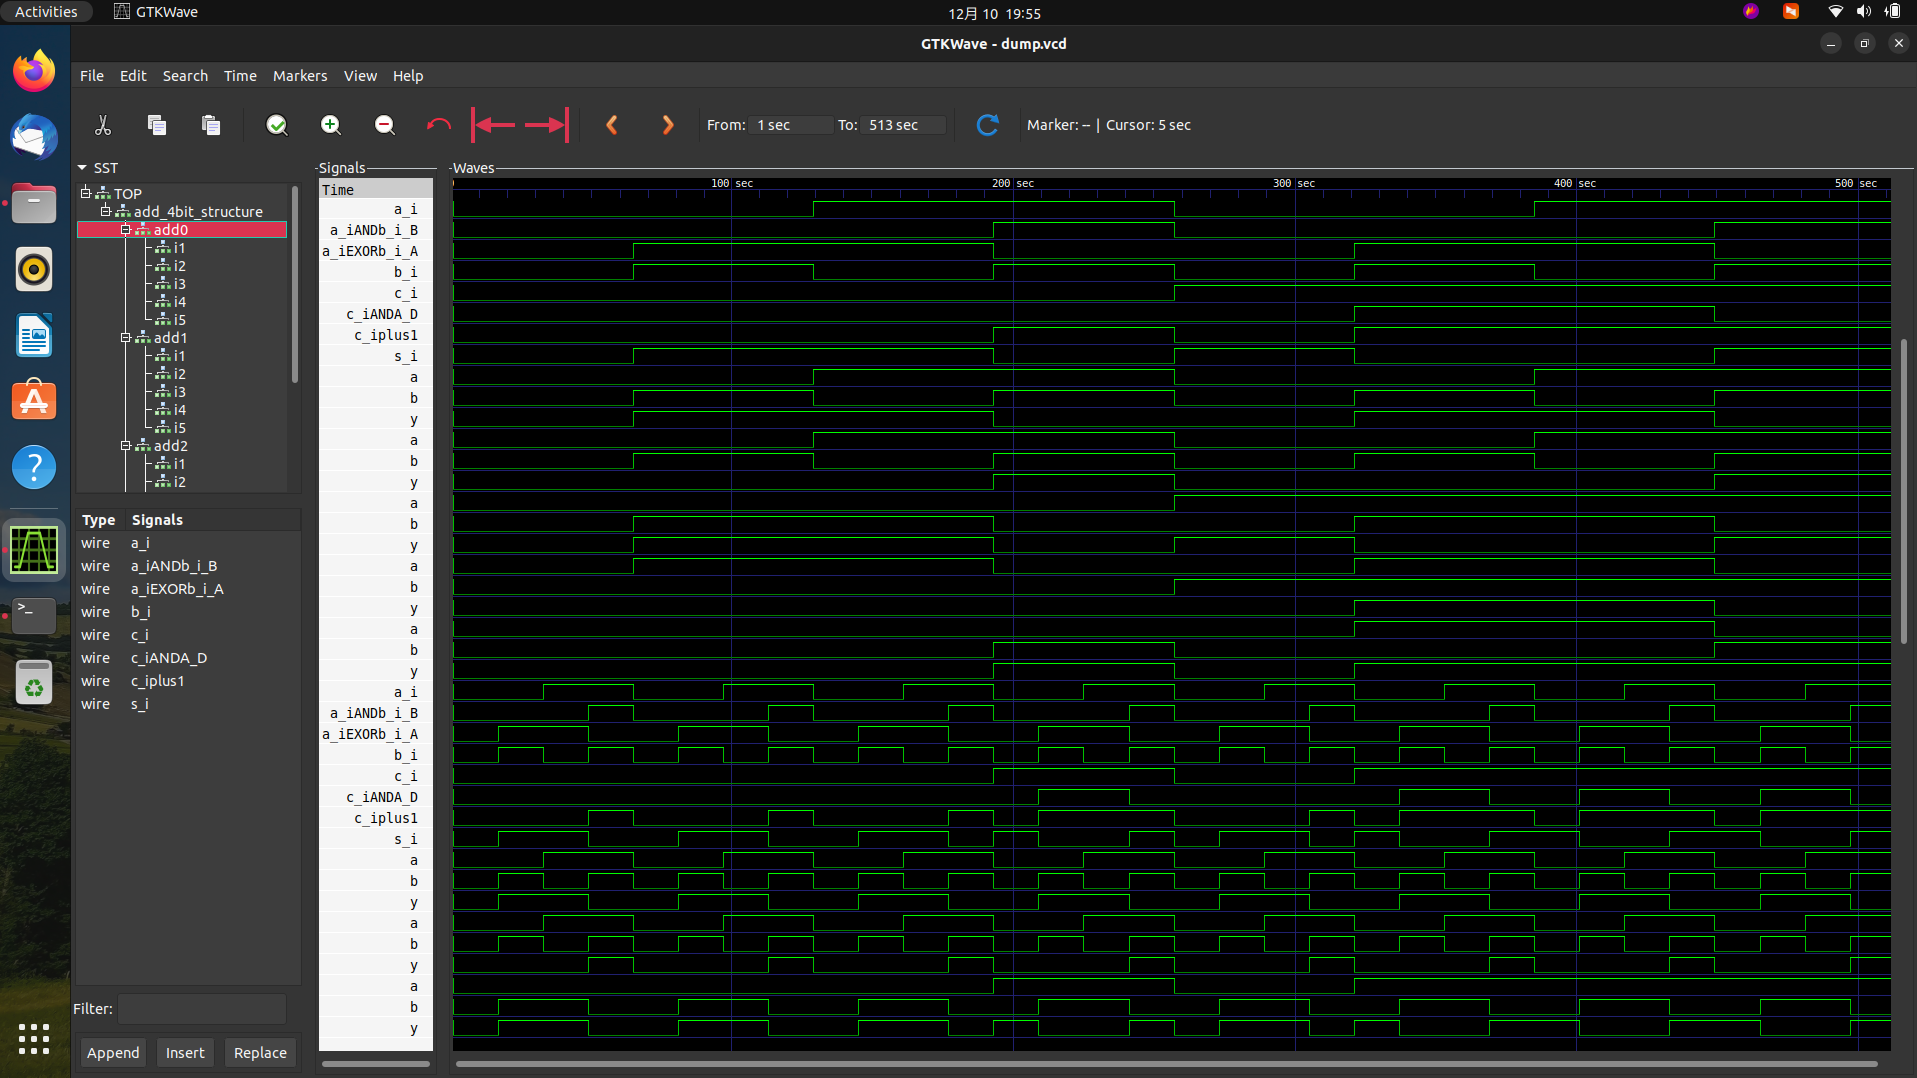 Activities
GTKWave
12月 10 19:55
GTKWave - dump.vcd
File Edit Search Time Markers View Help
From: 1 sec To: 513 sec Marker: -- | Cursor: 5 sec
SST
TOP
add_4bit_structure
add0
i1
i2
i3
i4
i5
add1
i1
i2
i3
i4
i5
add2
i1
i2
Type Signals
wire a_i
wire a_iANDb_i_B
wire a_iEXORb_i_A
wire b_i
wire c_i
wire c_iANDA_D
wire c_iplus1
wire s_i
Filter:
Append Insert Replace
Signals
Time
a_i
a_iANDb_i_B
a_iEXORb_i_A
b_i
c_i
c_iANDA_D
c_iplus1
s_i
a
b
y
a
b
y
a
b
y
a
b
y
a
b
y
a_i
a_iANDb_i_B
a_iEXORb_i_A
b_i
c_i
c_iANDA_D
c_iplus1
s_i
a
b
y
a
b
y
a
b
y
Waves
100 sec 200 sec 300 sec 400 sec 500 sec